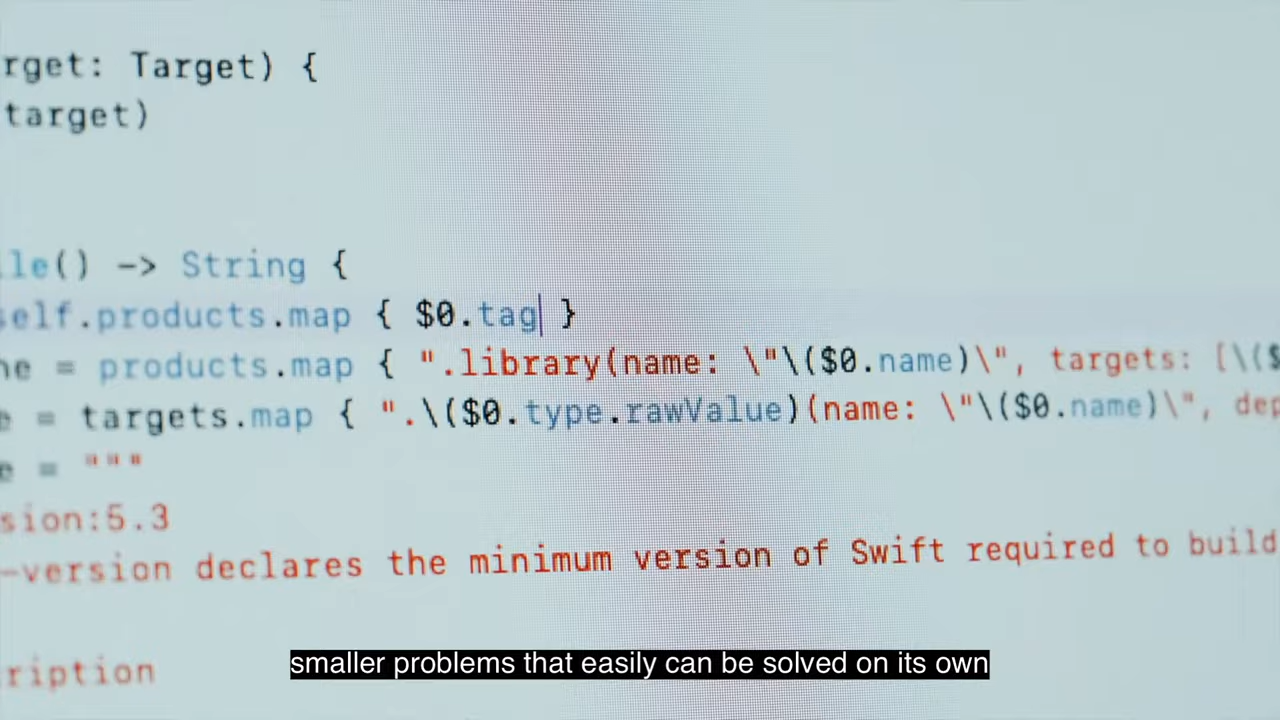 rget: Target) {
target)
le() -> String {
self.products.map { $0.tag }
ne = products.map { ".library(name: \"\($0.name)\", targets: [\($
e = targets.map { ".\($0.type.rawValue)(name: \"\($0.name)\", dep
e = """
sion:5.3
-version declares the minimum version of Swift required to build
ription
smaller problems that easily can be solved on its own